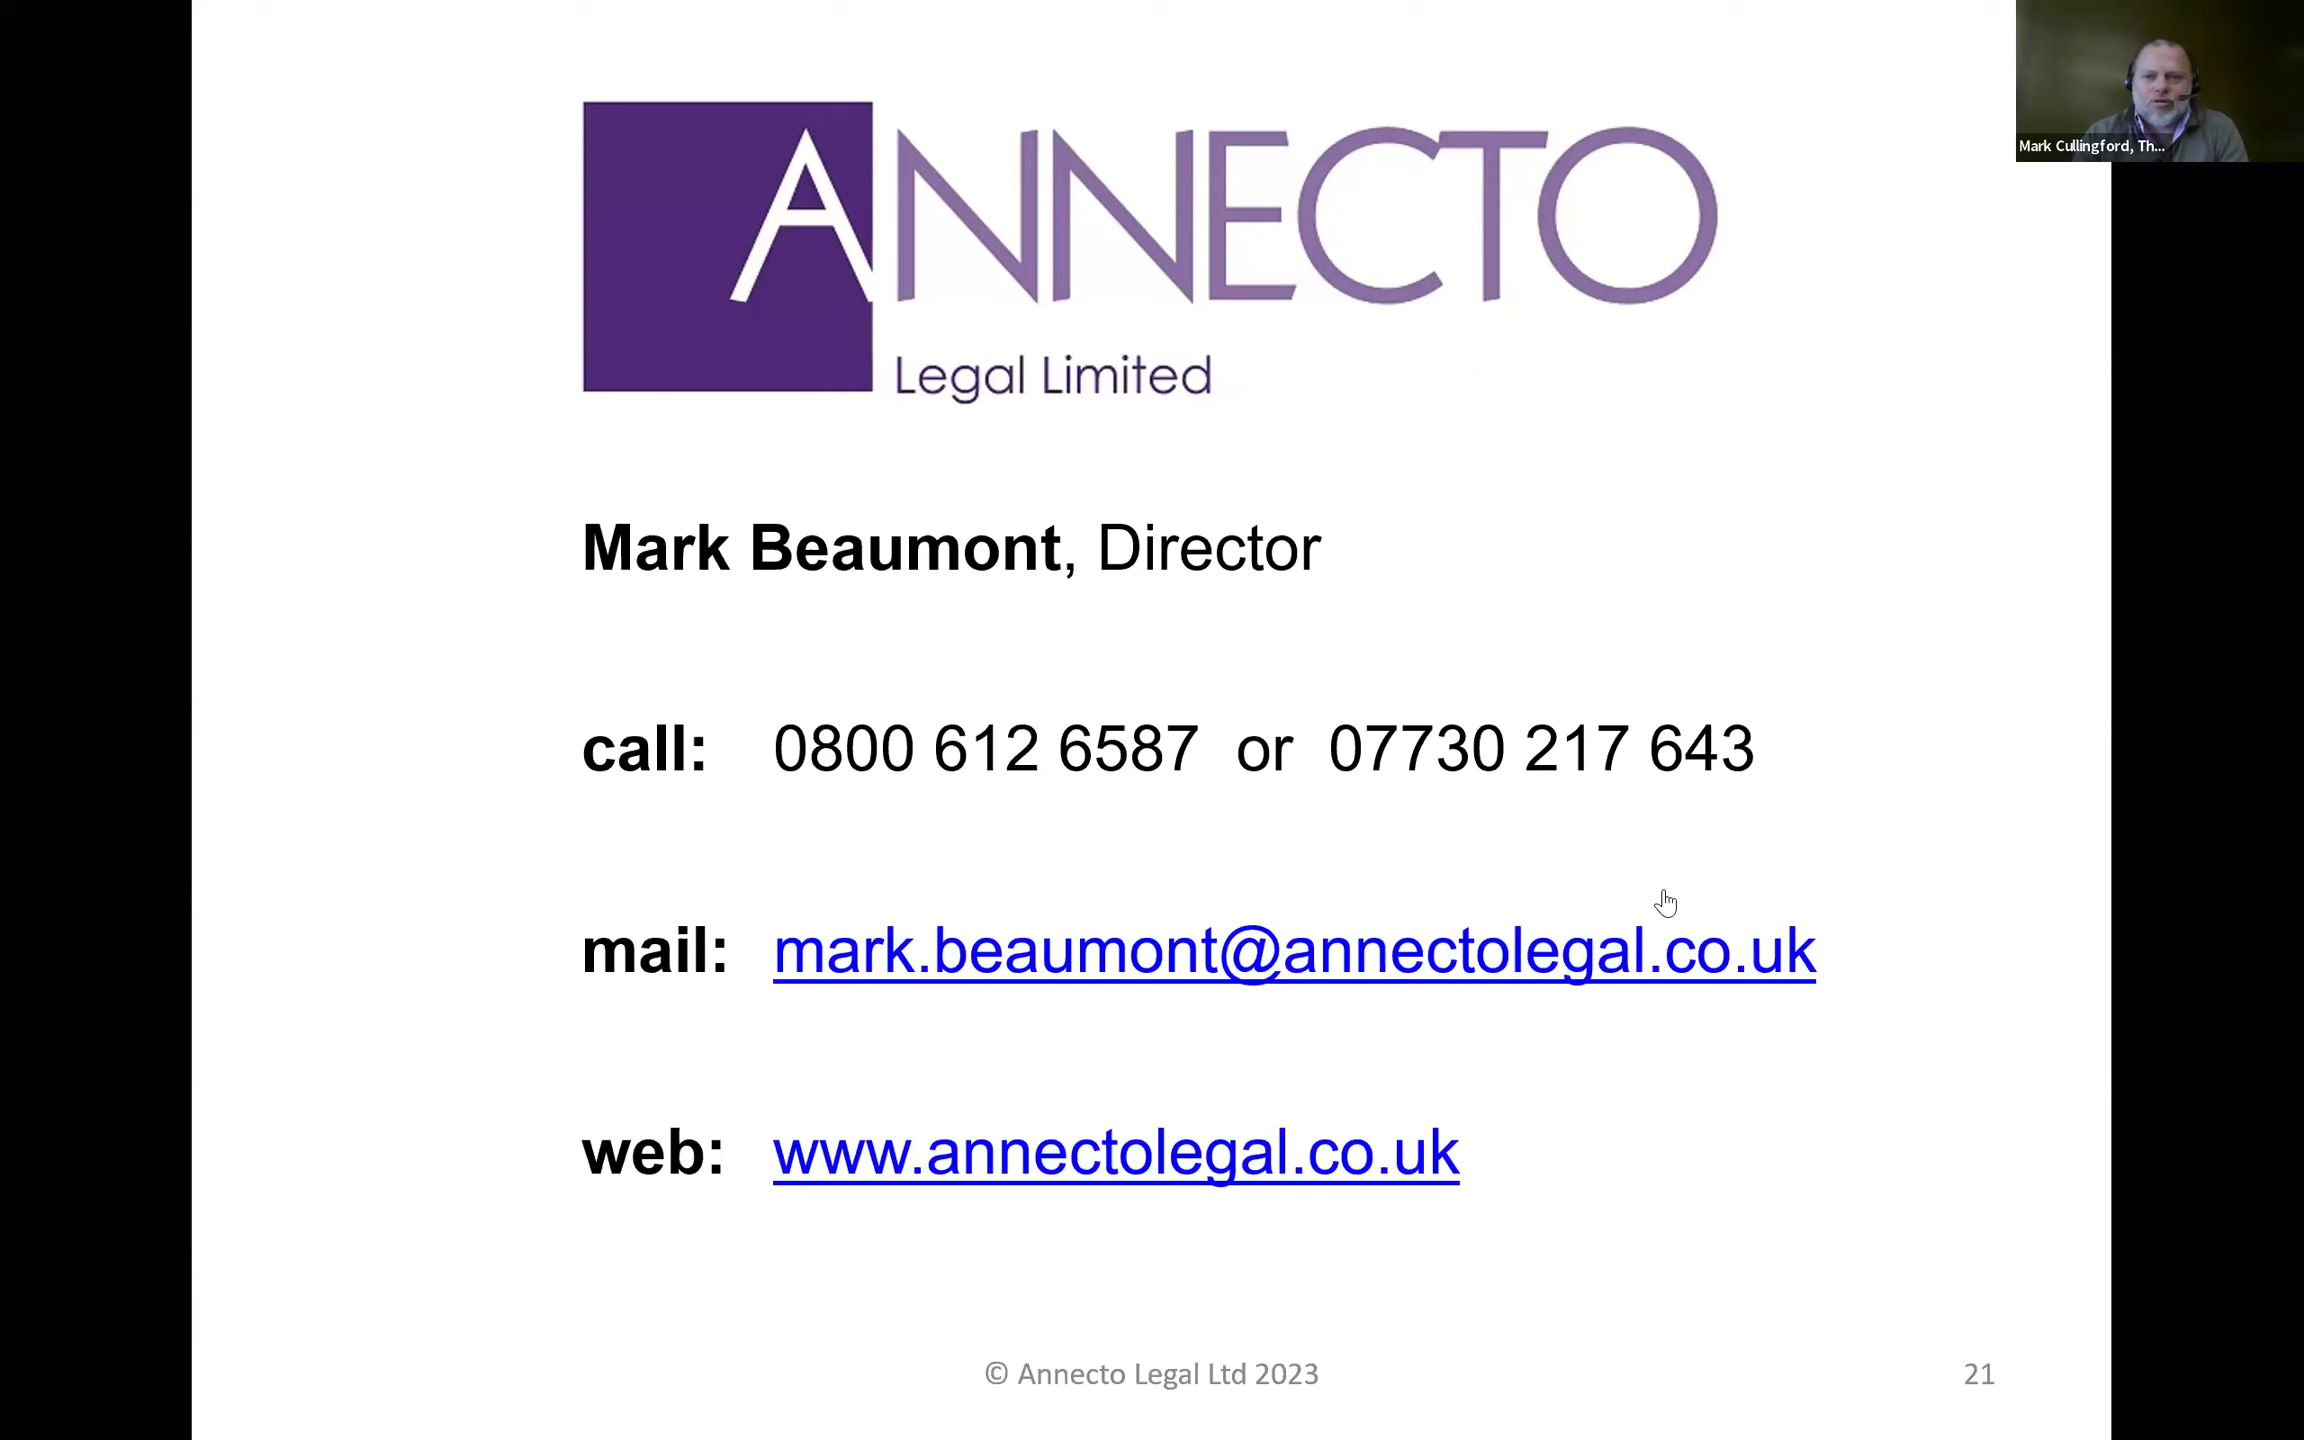 ANNECTO
Legal Limited
Mark Cullingford, Th...
Mark Beaumont, Director
call: 0800 612 6587 or 07730 217 643
mail: mark.beaumont@annectolegal.co.uk
web: www.annectolegal.co.uk
© Annecto Legal Ltd 2023
21